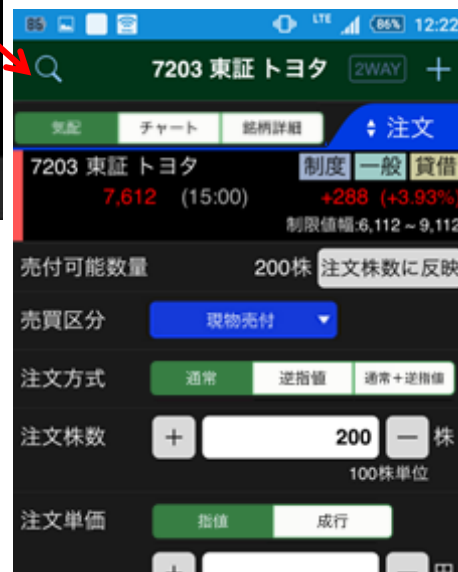 86 LTE 86% 12:22
7203 東証 トヨタ 2WAY +
気配 チャート 銘柄詳細 注文
7203 東証 トヨタ 制度 一般 貸借
7,612 (15:00) +288 (+3.93%)
制限値幅:6,112 ~ 9,112
売付可能数量 200株 注文株数に反映
売買区分 現物売付
注文方式 通常 逆指値 通常+逆指値
注文株数 + 200 − 株
100株単位
注文単価 指値 成行
+ − 円